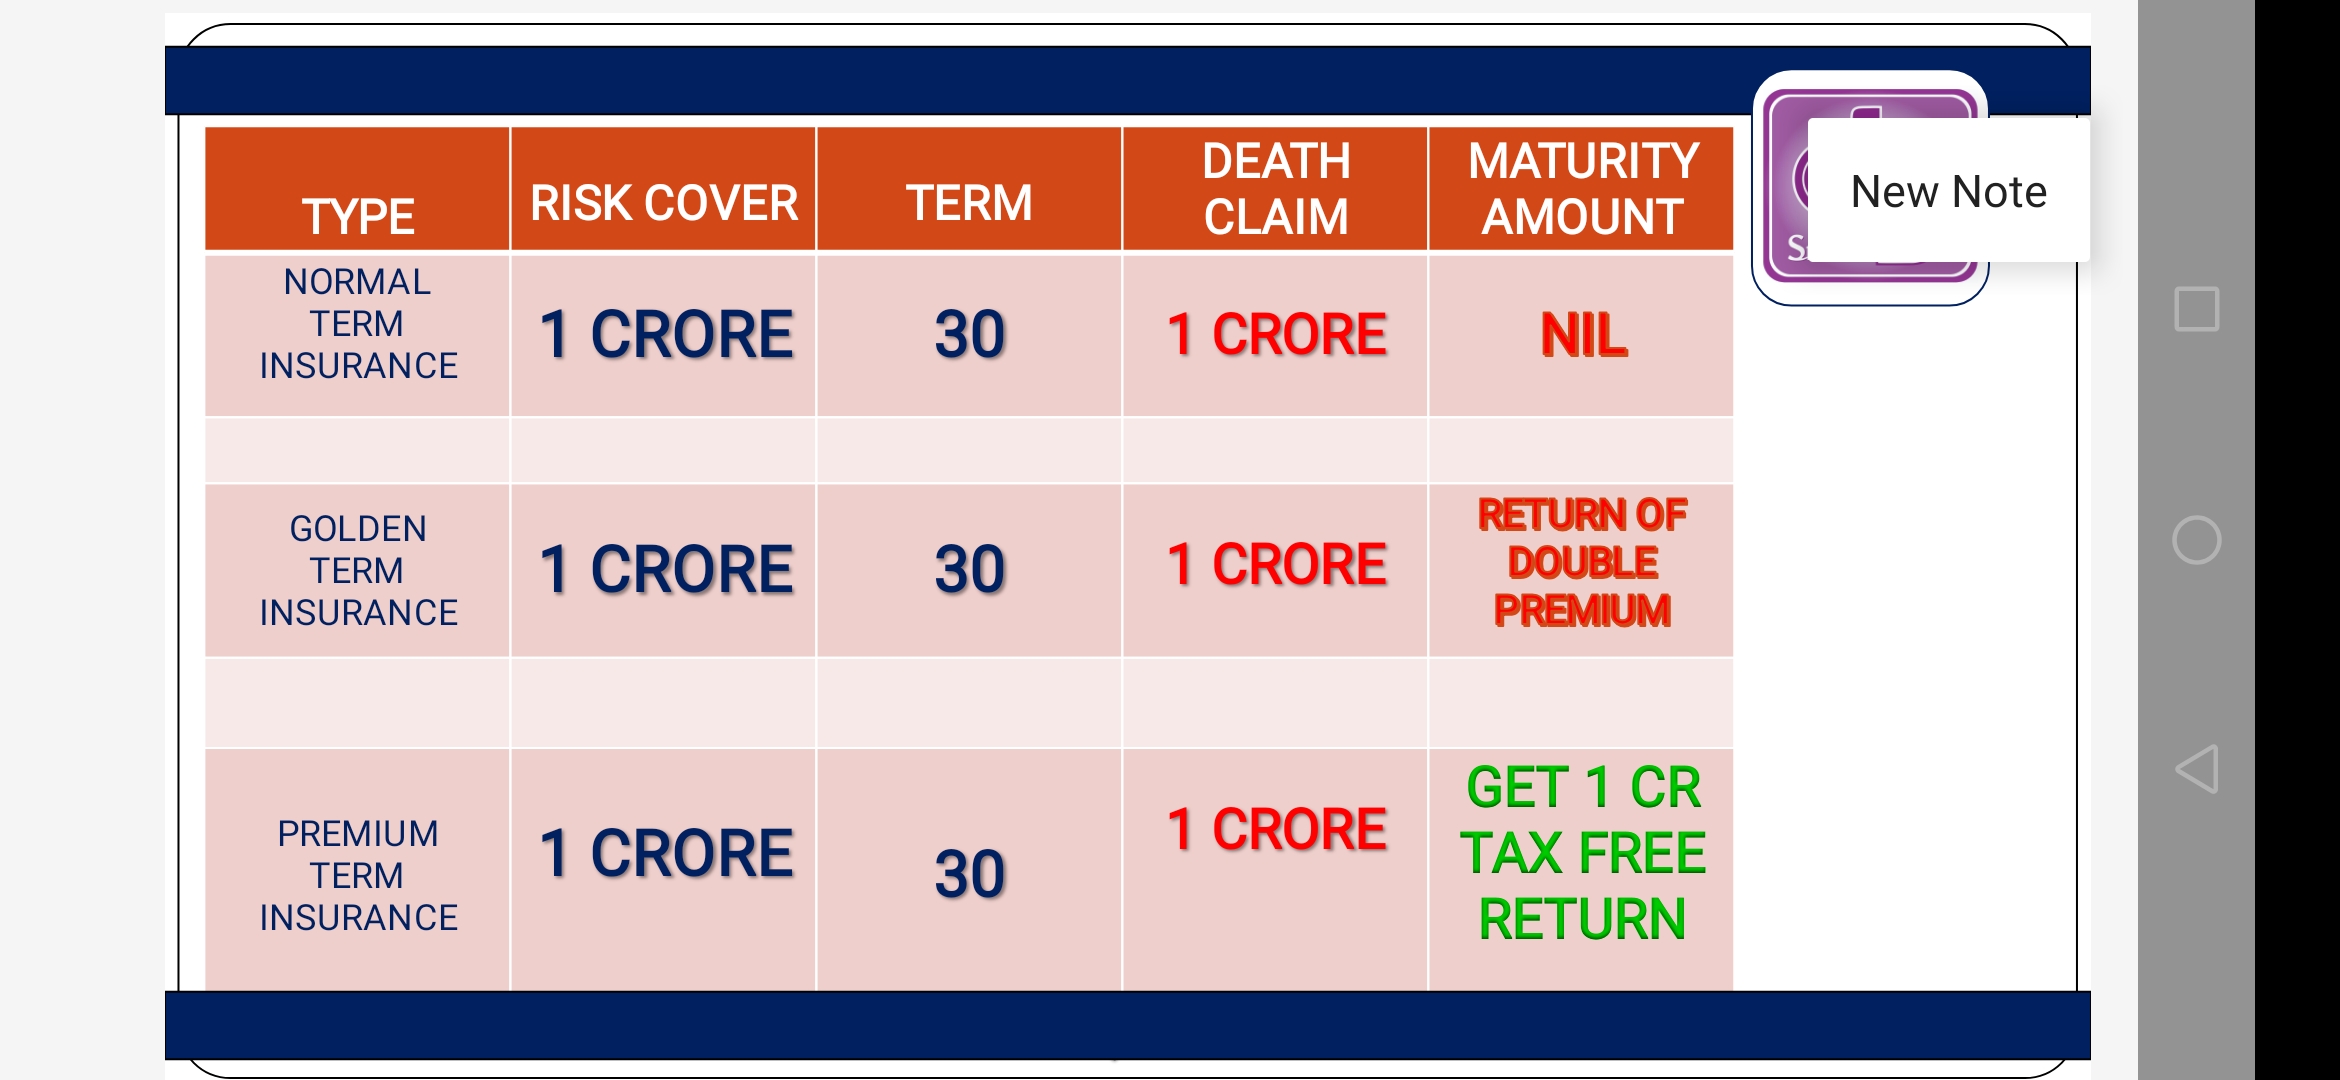 TYPE
RISK COVER
TERM
DEATH
CLAIM
MATURITY
AMOUNT
New Note
NORMAL
TERM
INSURANCE
1 CRORE
30
1 CRORE
NIL
GOLDEN
TERM
INSURANCE
1 CRORE
30
1 CRORE
RETURN OF
DOUBLE
PREMIUM
PREMIUM
TERM
INSURANCE
1 CRORE
30
1 CRORE
GET 1 CR
TAX FREE
RETURN